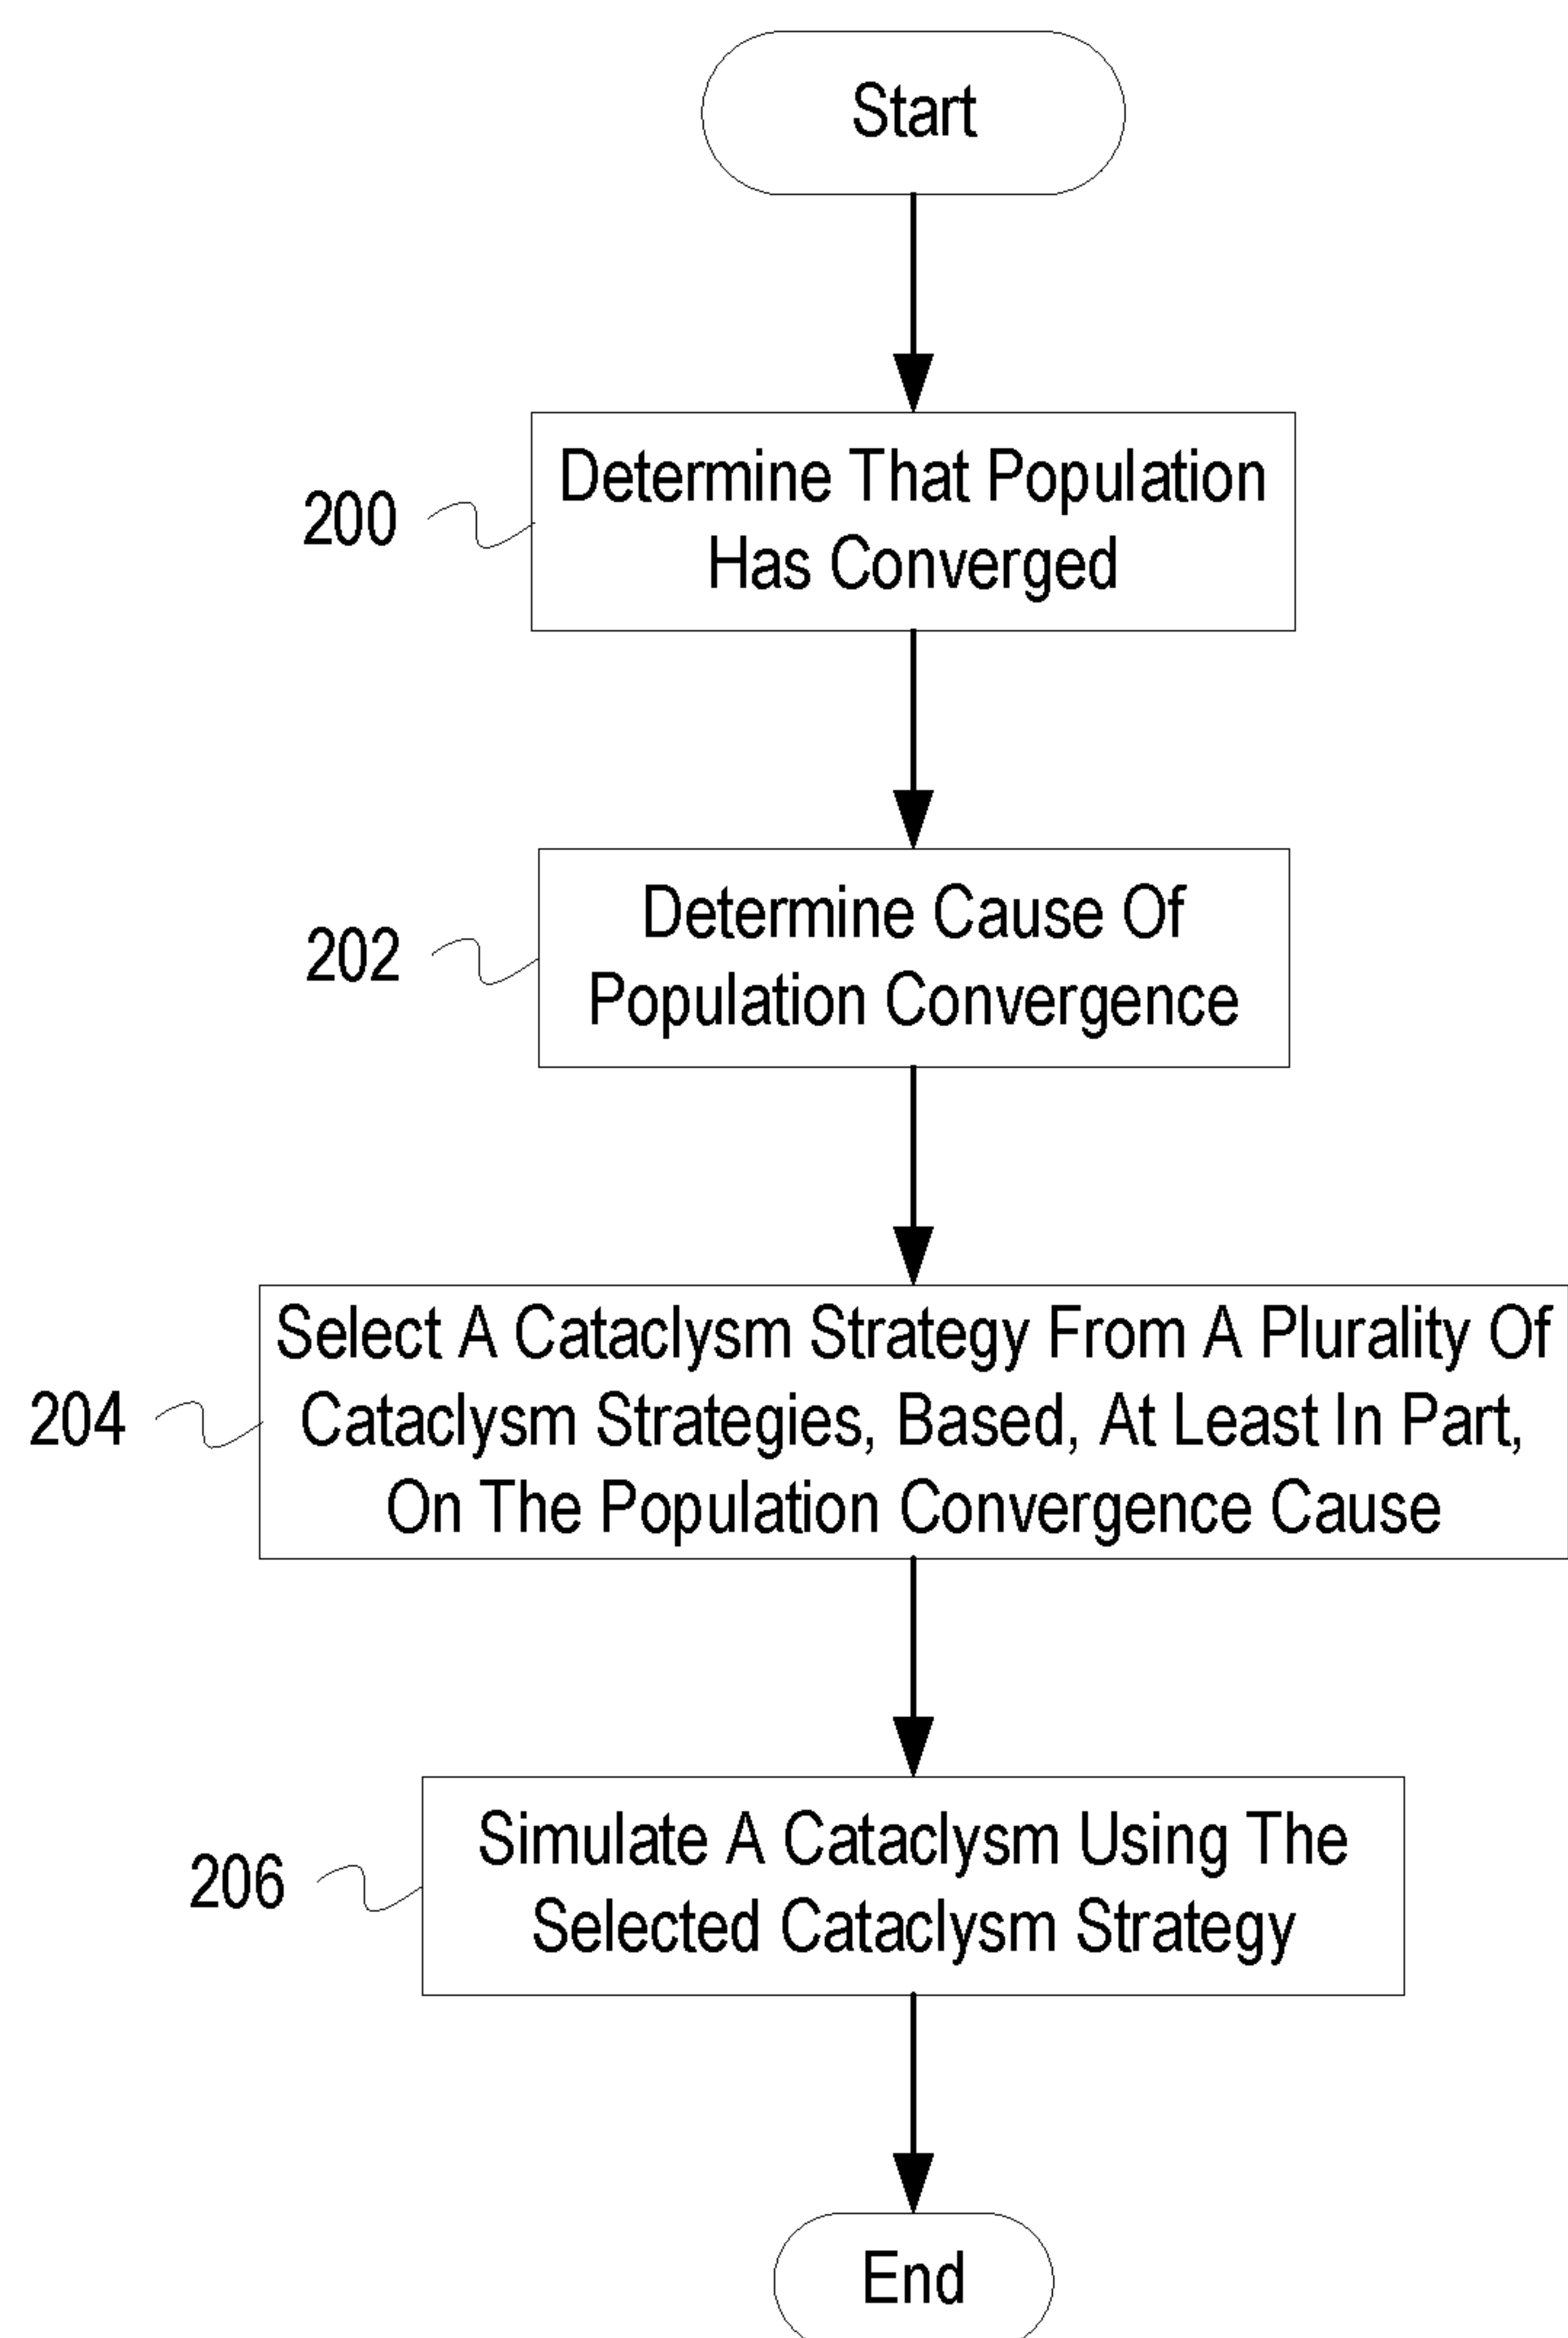 Start
200
Determine That Population
Has Converged
202
Determine Cause Of
Population Convergence
204
Select A Cataclysm Strategy From A Plurality Of
Cataclysm Strategies, Based, At Least In Part,
On The Population Convergence Cause
206
Simulate A Cataclysm Using The
Selected Cataclysm Strategy
End